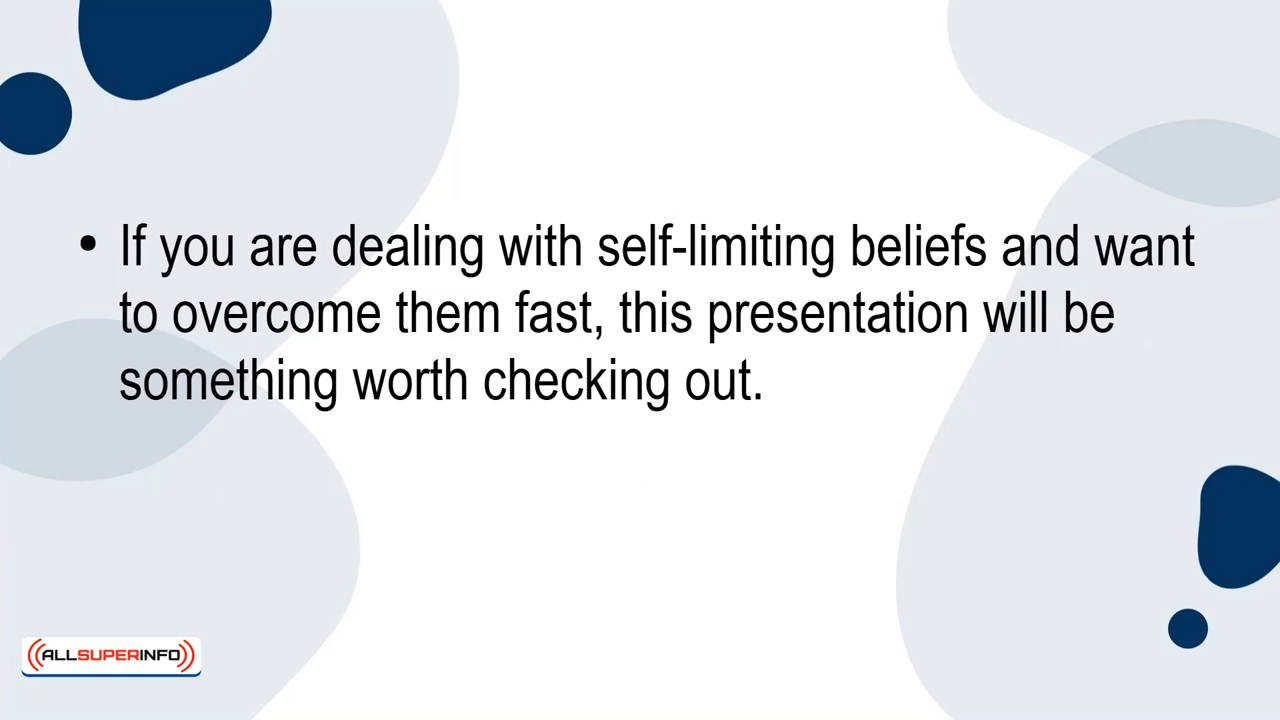 • If you are dealing with self-limiting beliefs and want
to overcome them fast, this presentation will be
something worth checking out.
((ALLSUPERINFO))